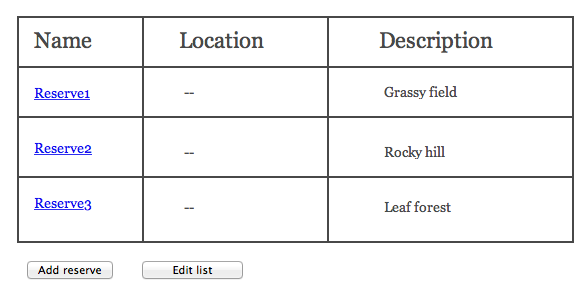 Name Location Description
Reserve1 -- Grassy field
Reserve2 -- Rocky hill
Reserve3 -- Leaf forest
Add reserve Edit list